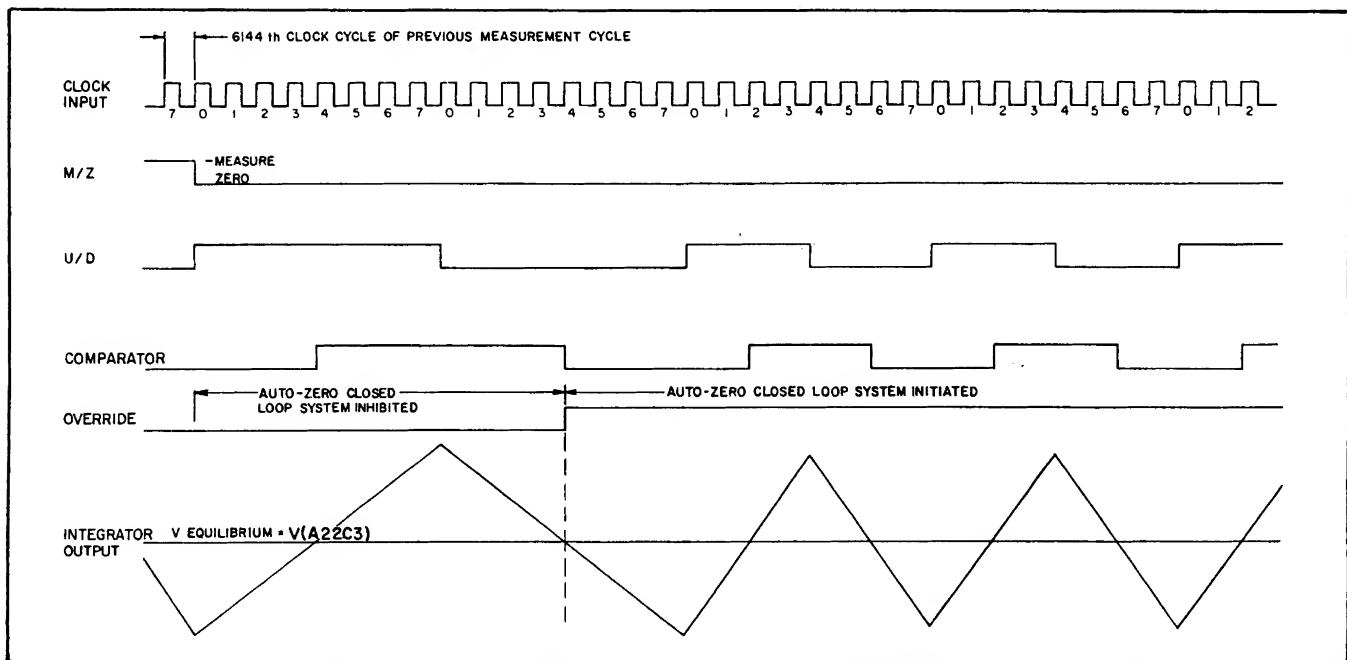 6144 th CLOCK CYCLE OF PREVIOUS MEASUREMENT CYCLE
CLOCK
INPUT
7 0 1 2 3 4 5 6 7 0 1 2 3 4 5 6 7 0 1 2 3 4 5 6 7 0 1 2 3 4 5 6 7 0 1 2
M/Z
-MEASURE
ZERO
U/D
COMPARATOR
AUTO-ZERO CLOSED
LOOP SYSTEM INHIBITED
AUTO-ZERO CLOSED LOOP SYSTEM INITIATED
OVERRIDE
INTEGRATOR
OUTPUT
V EQUILIBRIUM = V(A22C3)